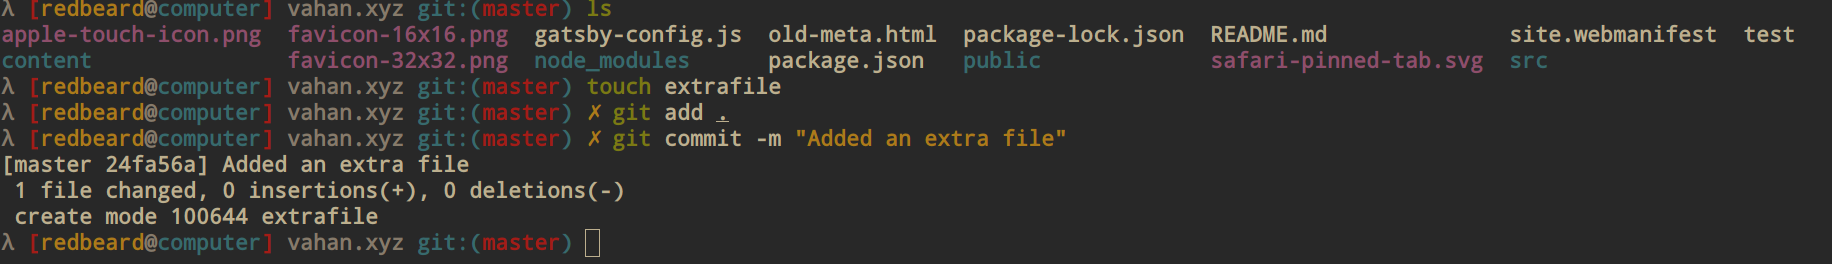 λ [redbeard@computer] vahan.xyz git:(master) ls
apple-touch-icon.png favicon-16x16.png gatsby-config.js old-meta.html package-lock.json README.md site.webmanifest test
content favicon-32x32.png node_modules package.json public safari-pinned-tab.svg src
λ [redbeard@computer] vahan.xyz git:(master) touch extrafile
λ [redbeard@computer] vahan.xyz git:(master) ✗ git add .
λ [redbeard@computer] vahan.xyz git:(master) ✗ git commit -m "Added an extra file"
[master 24fa56a] Added an extra file
1 file changed, 0 insertions(+), 0 deletions(-)
create mode 100644 extrafile
λ [redbeard@computer] vahan.xyz git:(master)